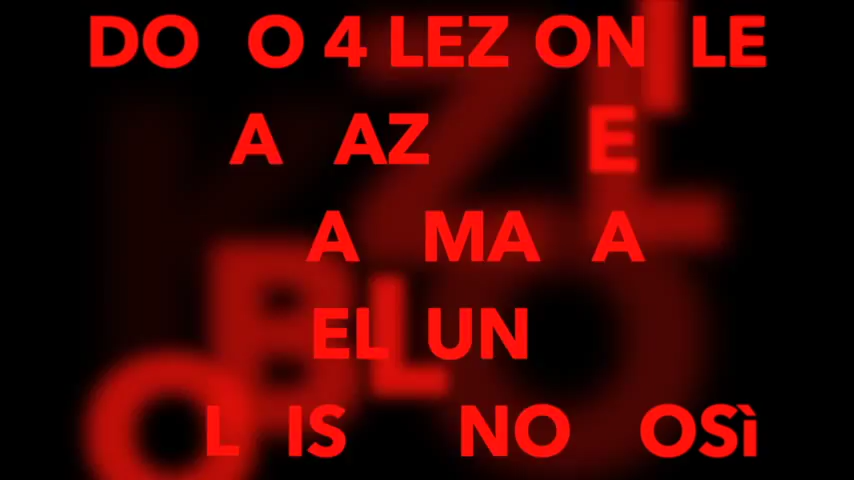 DO O 4 LEZ ON LE
A AZ E
A MA A
EL UN
L IS NO OSì